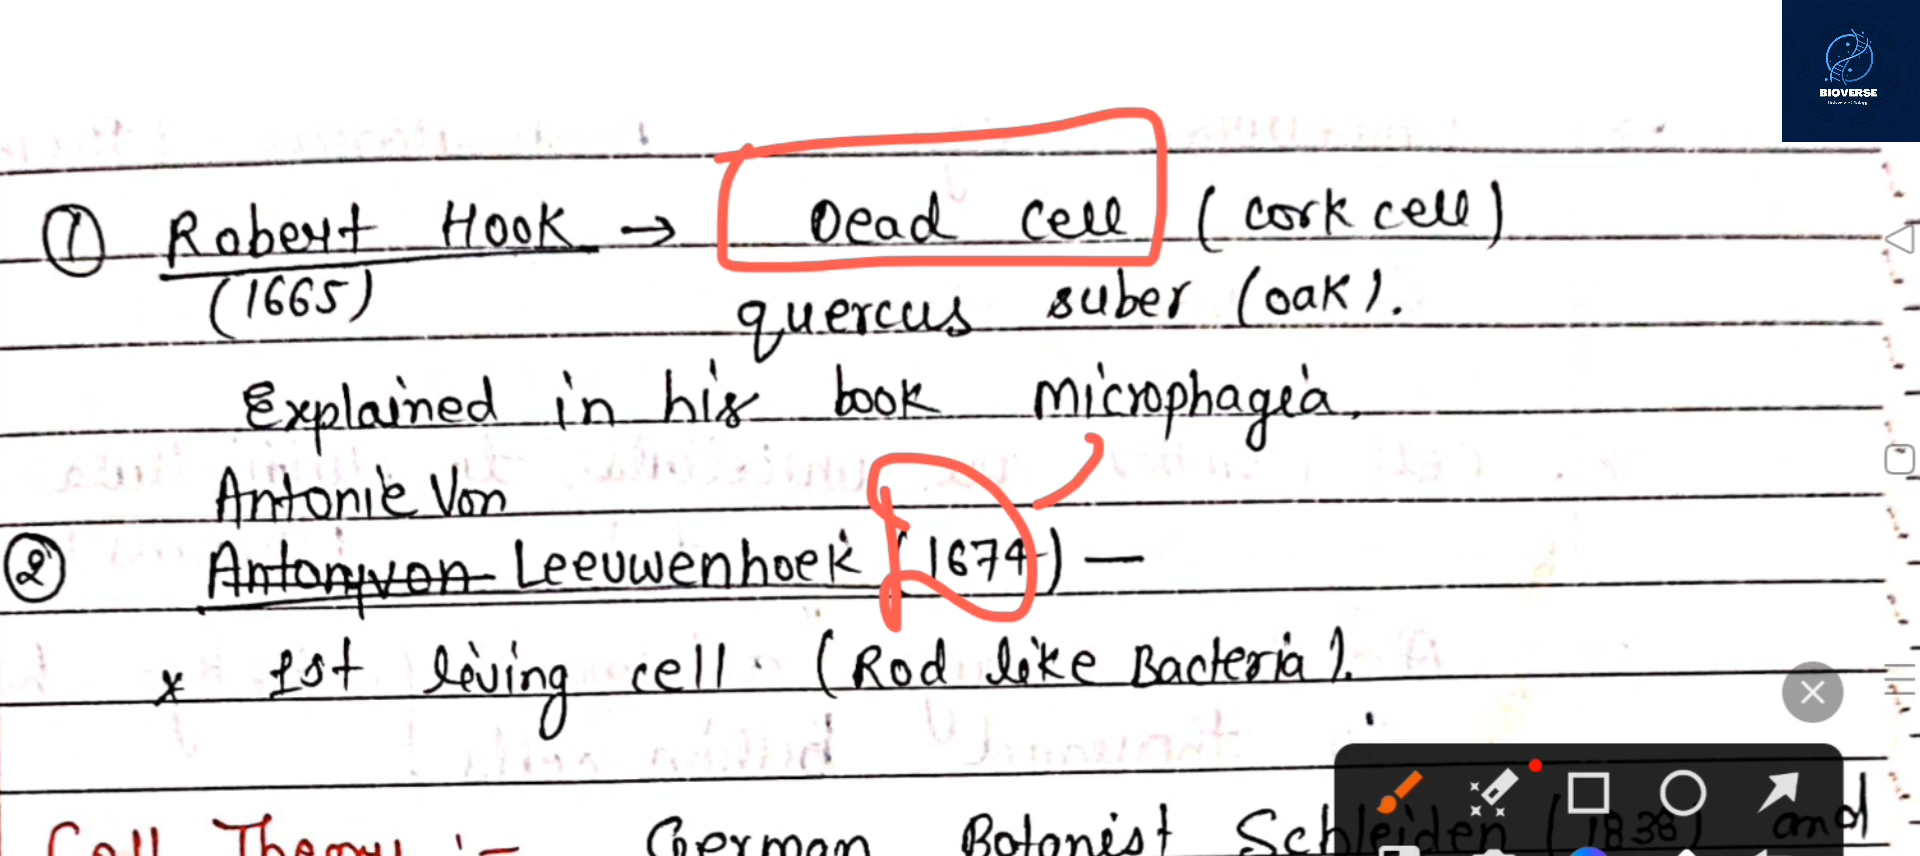 BIOVERSE
① Robert Hook → Dead cell (cork cell)
(1665) quercus suber (oak).
Explained in his book microphagia.
Antonie Von
② Antonyvon Leeuwenhoek (1674) —
x 1st living cell. (Rod like Bacteria).
Cell Theory :- German Botanist Schleiden (1838) and